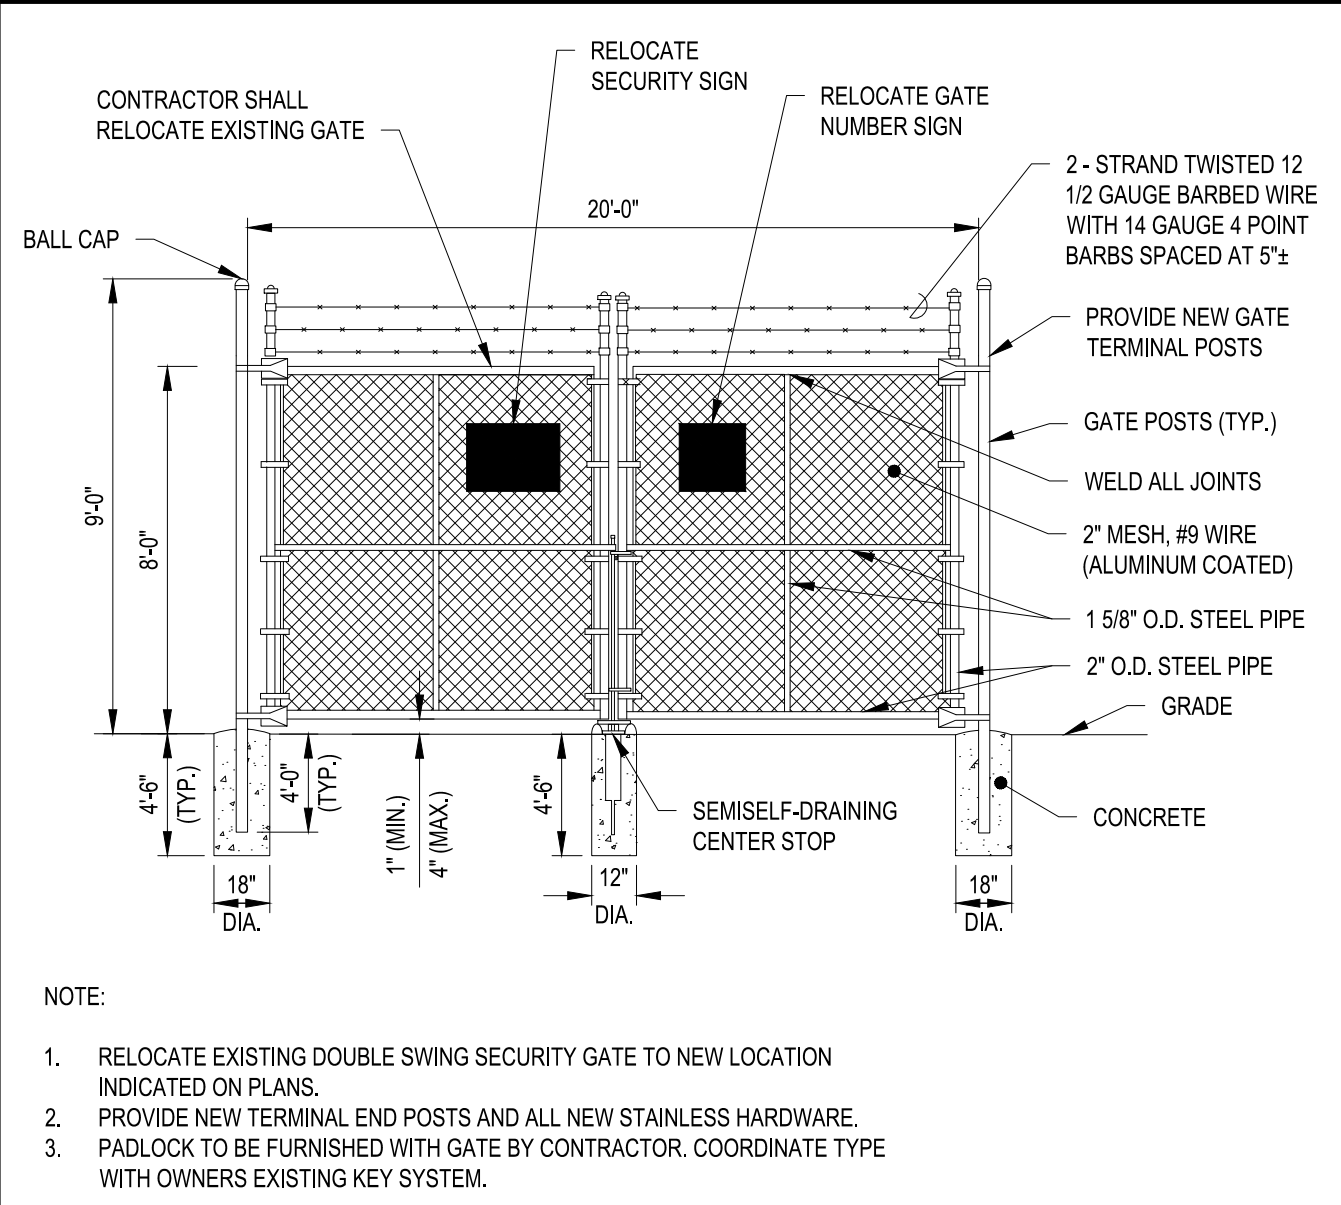 RELOCATE
SECURITY SIGN
CONTRACTOR SHALL
RELOCATE EXISTING GATE
RELOCATE GATE
NUMBER SIGN
2 - STRAND TWISTED 12
1/2 GAUGE BARBED WIRE
WITH 14 GAUGE 4 POINT
BARBS SPACED AT 5"±
20'-0"
BALL CAP
PROVIDE NEW GATE
TERMINAL POSTS
GATE POSTS (TYP.)
WELD ALL JOINTS
9'-0"
8'-0"
2" MESH, #9 WIRE
(ALUMINUM COATED)
1 5/8" O.D. STEEL PIPE
2" O.D. STEEL PIPE
GRADE
4'-6"
(TYP.)
4'-0"
(TYP.)
1" (MIN.)
4" (MAX.)
4'-6"
SEMISELF-DRAINING
CENTER STOP
CONCRETE
18"
DIA.
12"
DIA.
18"
DIA.
NOTE:
1. RELOCATE EXISTING DOUBLE SWING SECURITY GATE TO NEW LOCATION
INDICATED ON PLANS.
2. PROVIDE NEW TERMINAL END POSTS AND ALL NEW STAINLESS HARDWARE.
3. PADLOCK TO BE FURNISHED WITH GATE BY CONTRACTOR. COORDINATE TYPE
WITH OWNERS EXISTING KEY SYSTEM.